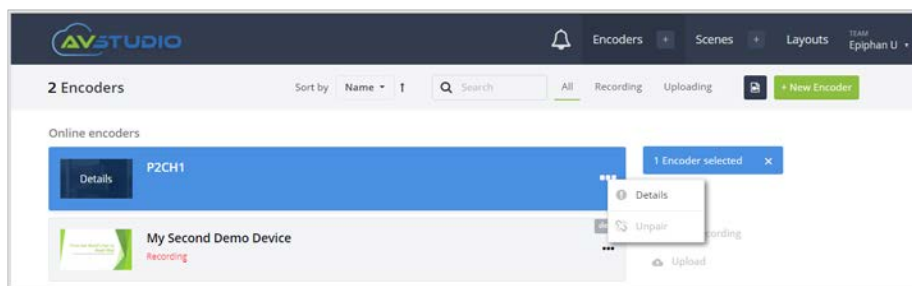 AVSTUDIO
Encoders + Scenes + Layouts TEAM Epiphan U
2 Encoders Sort by Name ↑ Search All Recording Uploading + New Encoder
Online encoders
Details P2CH1 1 Encoder selected ×
Details
Unpair
My Second Demo Device
Recording
Upload